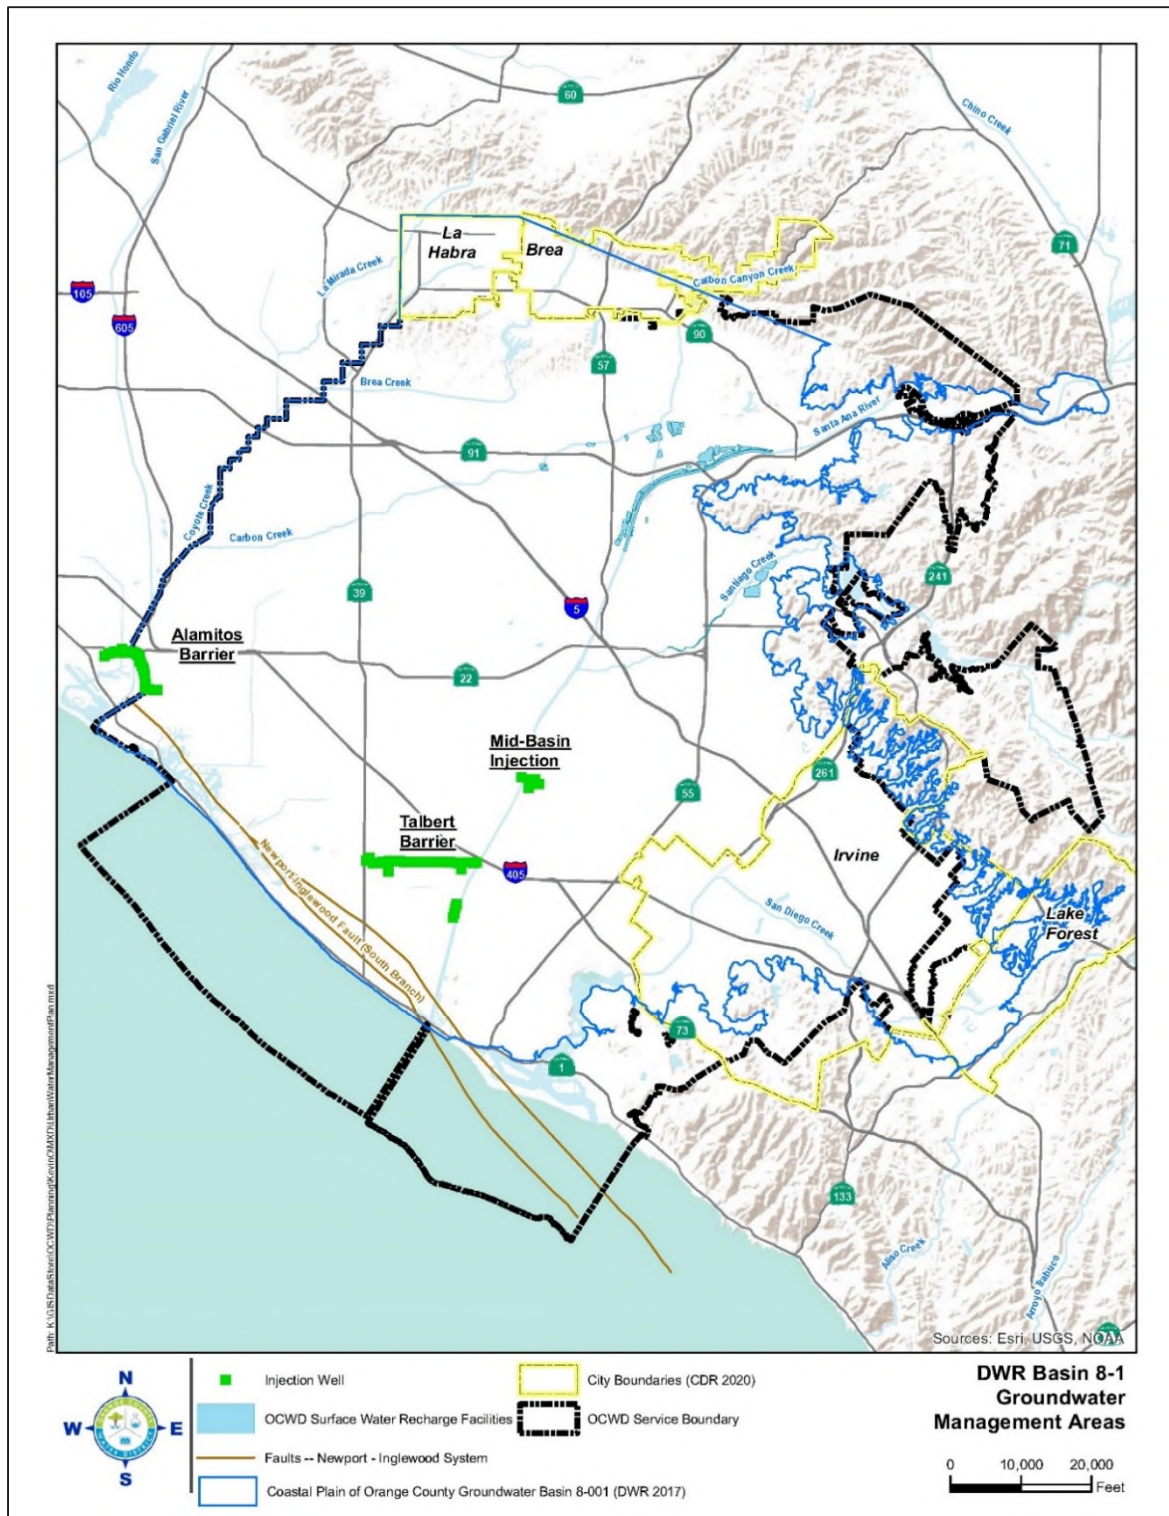 Rio Hondo
San Gabriel River
60
Chino Creek
71
La
Habra
Brea
La Mirada Creek
Carbon Canyon Creek
105
605
90
57
Brea Creek
Santa Ana River
91
Coyote Creek
Carbon Creek
Santiago Creek
241
39
5
Alamitos
Barrier
22
Mid-Basin
Injection
261
55
Talbert
Barrier
Newport-Inglewood Fault (South Branch)
Irvine
405
San Diego Creek
Lake
Forest
73
1
133
Aliso Creek
Arroyo Trabuco
Sources: Esri, USGS, NOAA
N
W
E
S
Injection Well
OCWD Surface Water Recharge Facilities
Faults -- Newport - Inglewood System
Coastal Plain of Orange County Groundwater Basin 8-001 (DWR 2017)
City Boundaries (CDR 2020)
OCWD Service Boundary
DWR Basin 8-1
Groundwater
Management Areas
0 10,000 20,000
Feet